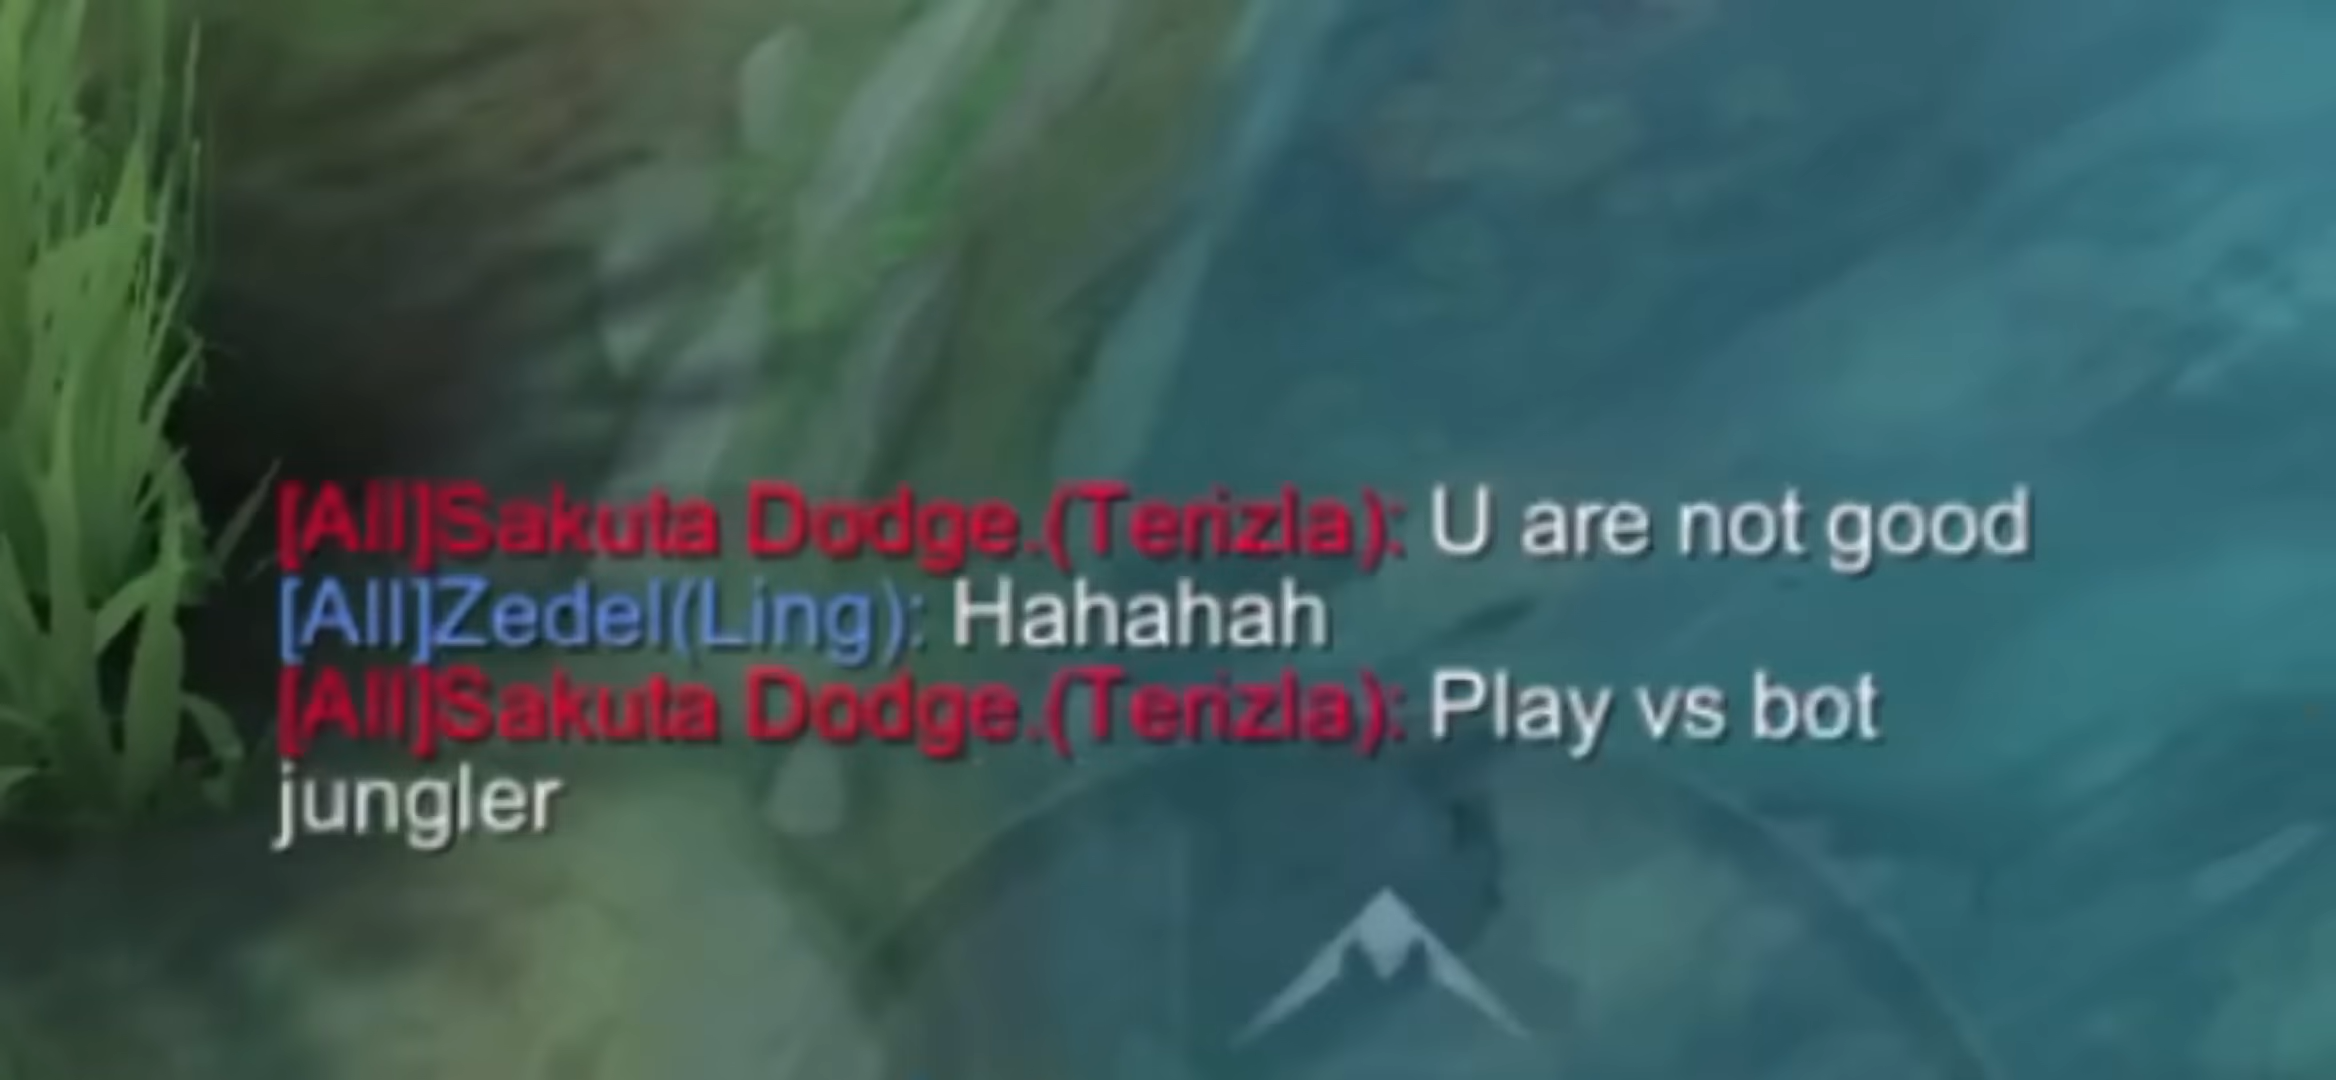 [All]Sakuta Dodge.(Terizla): U are not good
[All]Zedel(Ling): Hahahah
[All]Sakuta Dodge.(Terizla): Play vs bot
jungler